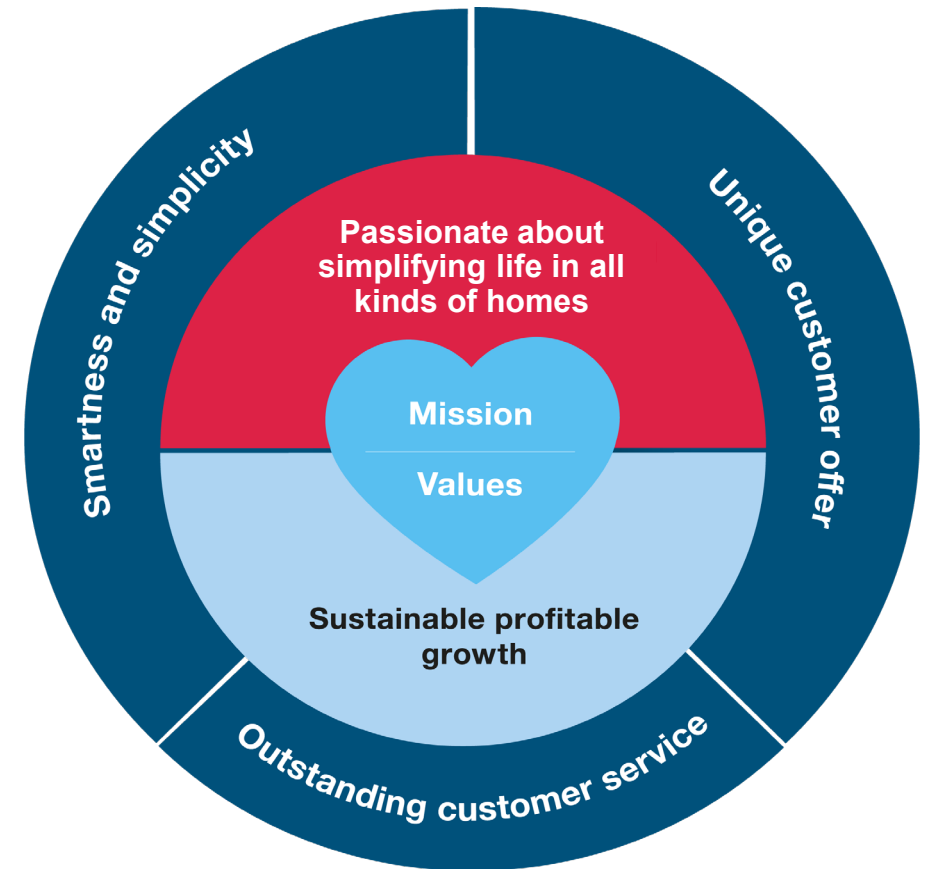 Smartness and simplicity
Unique customer offer
Passionate about
simplifying life in all
kinds of homes
Mission
Values
Sustainable profitable
growth
Outstanding customer service